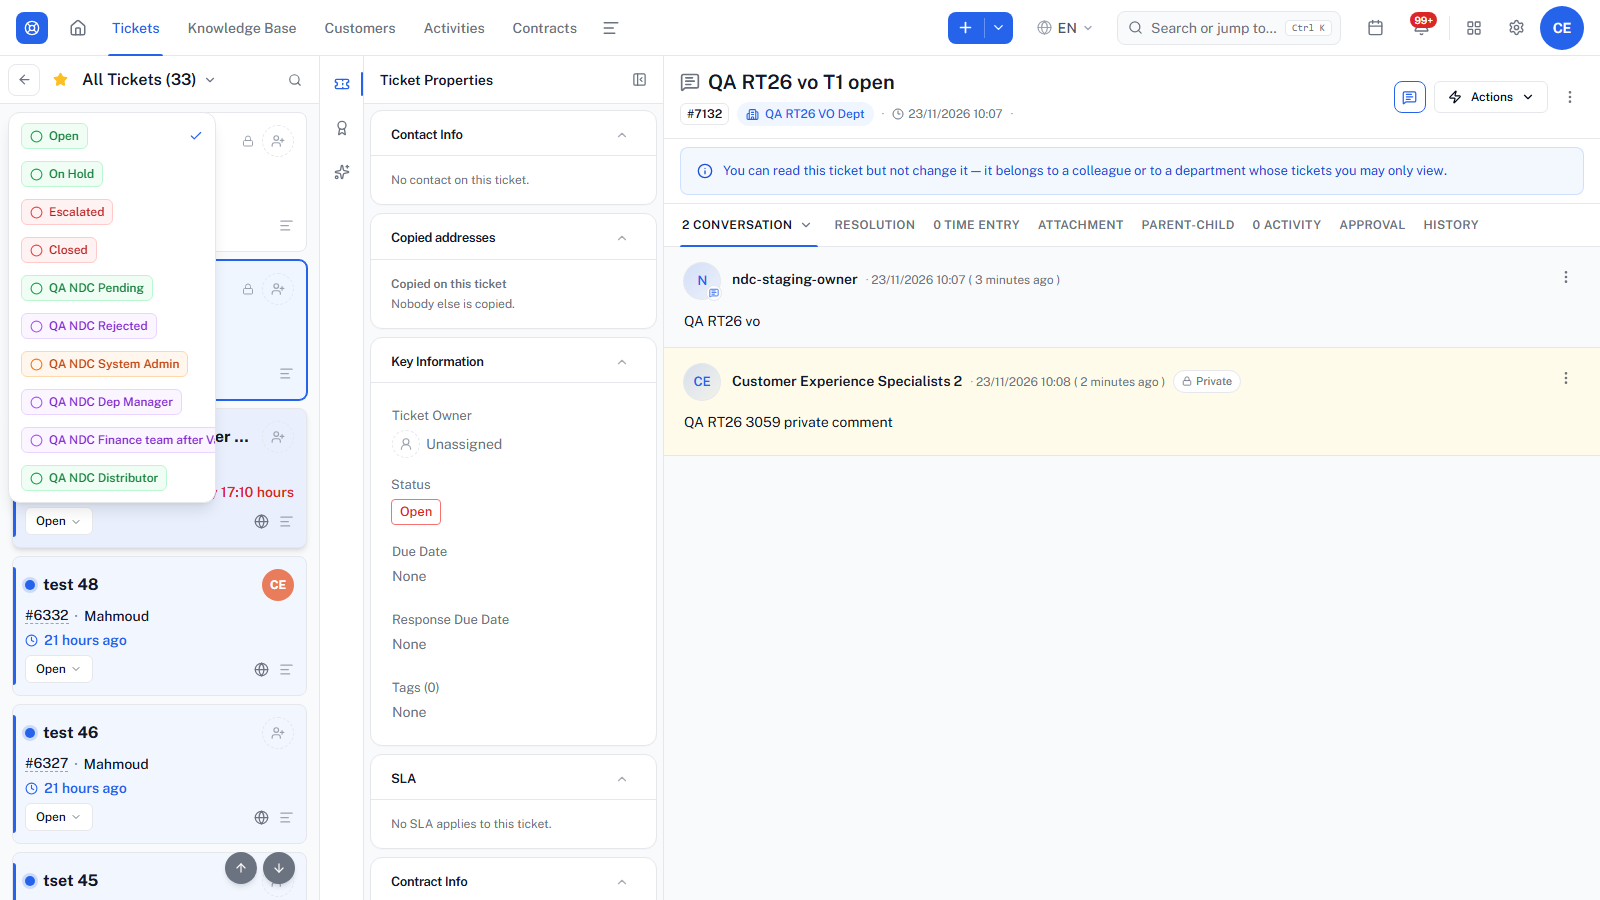 Tickets
Knowledge Base
Customers
Activities
Contracts
EN
Search or jump to...
Ctrl K
99+
CE
All Tickets (33)
Open
On Hold
Escalated
Closed
QA NDC Pending
QA NDC Rejected
QA NDC System Admin
QA NDC Dep Manager
QA NDC Finance team after V
QA NDC Distributor
er ...
17:10 hours
Open
test 48
CE
#6332 · Mahmoud
21 hours ago
Open
test 46
#6327 · Mahmoud
21 hours ago
Open
tset 45
Ticket Properties
Contact Info
No contact on this ticket.
Copied addresses
Copied on this ticket
Nobody else is copied.
Key Information
Ticket Owner
Unassigned
Status
Open
Due Date
None
Response Due Date
None
Tags (0)
None
SLA
No SLA applies to this ticket.
Contract Info
QA RT26 vo T1 open
#7132
QA RT26 VO Dept
· 23/11/2026 10:07 ·
Actions
You can read this ticket but not change it — it belongs to a colleague or to a department whose tickets you may only view.
2 CONVERSATION
RESOLUTION
0 TIME ENTRY
ATTACHMENT
PARENT-CHILD
0 ACTIVITY
APPROVAL
HISTORY
N
ndc-staging-owner · 23/11/2026 10:07 ( 3 minutes ago )
QA RT26 vo
CE
Customer Experience Specialists 2 · 23/11/2026 10:08 ( 2 minutes ago )
Private
QA RT26 3059 private comment